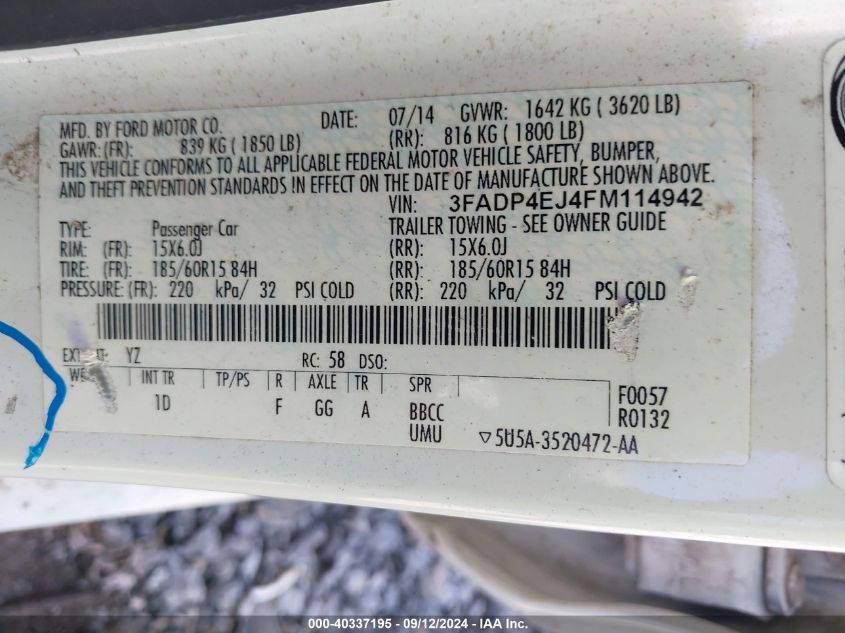 MFD. BY FORD MOTOR CO. DATE: 07/14 GVWR: 1642 KG ( 3620 LB)
GAWR: (FR): 839 KG ( 1850 LB) (RR): 816 KG ( 1800 LB)
THIS VEHICLE CONFORMS TO ALL APPLICABLE FEDERAL MOTOR VEHICLE SAFETY, BUMPER,
AND THEFT PREVENTION STANDARDS IN EFFECT ON THE DATE OF MANUFACTURE SHOWN ABOVE.
VIN: 3FADP4EJ4FM114942
TYPE: Passenger Car TRAILER TOWING - SEE OWNER GUIDE
RIM: (FR): 15X6.0J (RR): 15X6.0J
TIRE: (FR): 185/60R15 84H (RR): 185/60R15 84H
PRESSURE: (FR): 220 kPa/ 32 PSI COLD (RR): 220 kPa/ 32 PSI COLD
YZ RC: 58 DSO:
INT TR TP/PS R AXLE TR SPR
1D F GG A BBCC F0057
UMU R0132
▽5U5A-3520472-AA
000-40337195 - 09/12/2024 - U.S.